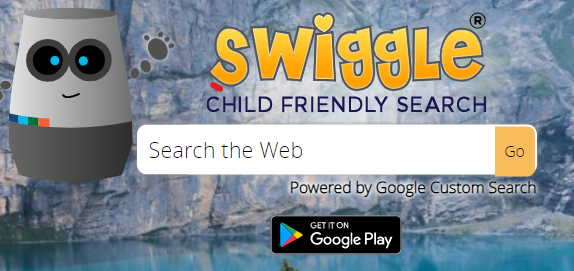 swiggle®
CHILD FRIENDLY SEARCH
Search the Web
Go
Powered by Google Custom Search
GET IT ON
Google Play